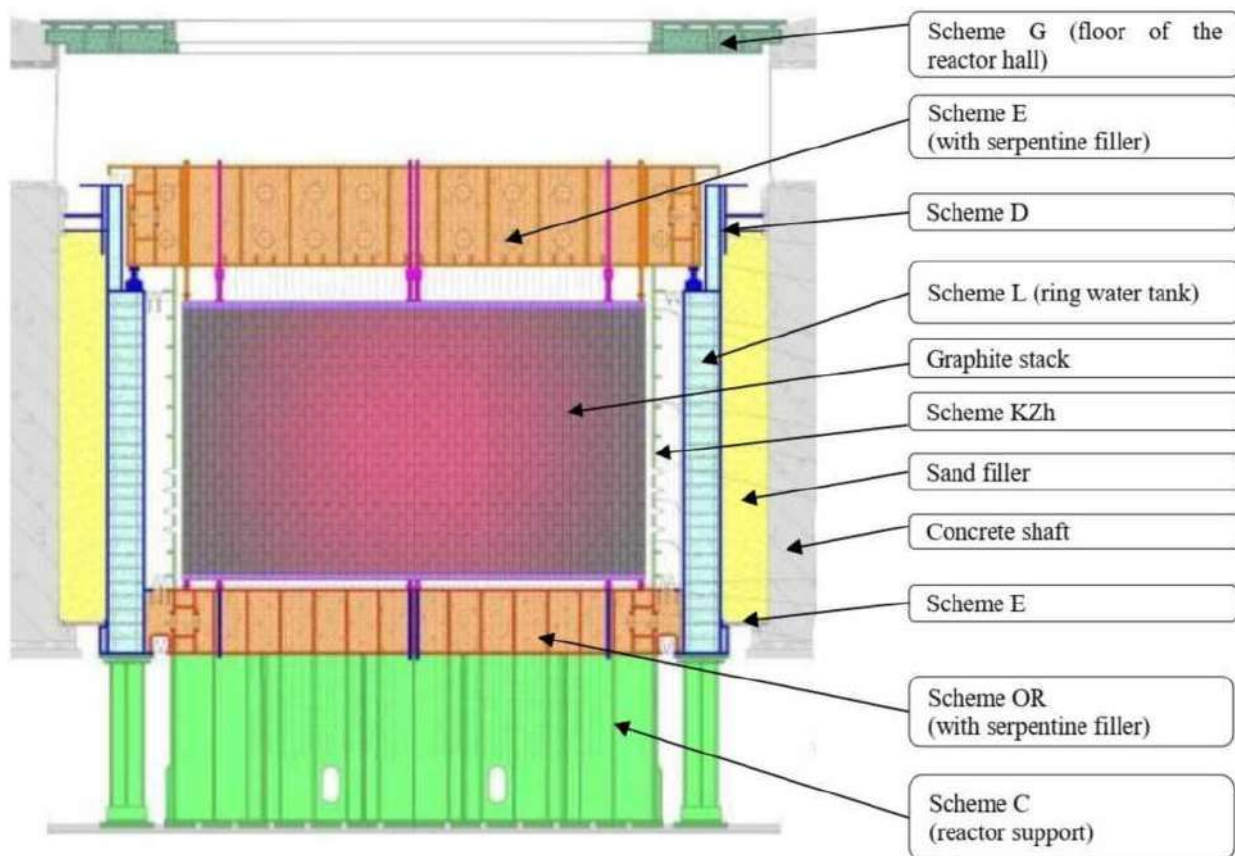 Scheme G (floor of the
reactor hall)
Scheme E
(with serpentine filler)
Scheme D
Scheme L (ring water tank)
Graphite stack
Scheme KZh
Sand filler
Concrete shaft
Scheme E
Scheme OR
(with serpentine filler)
Scheme C
(reactor support)